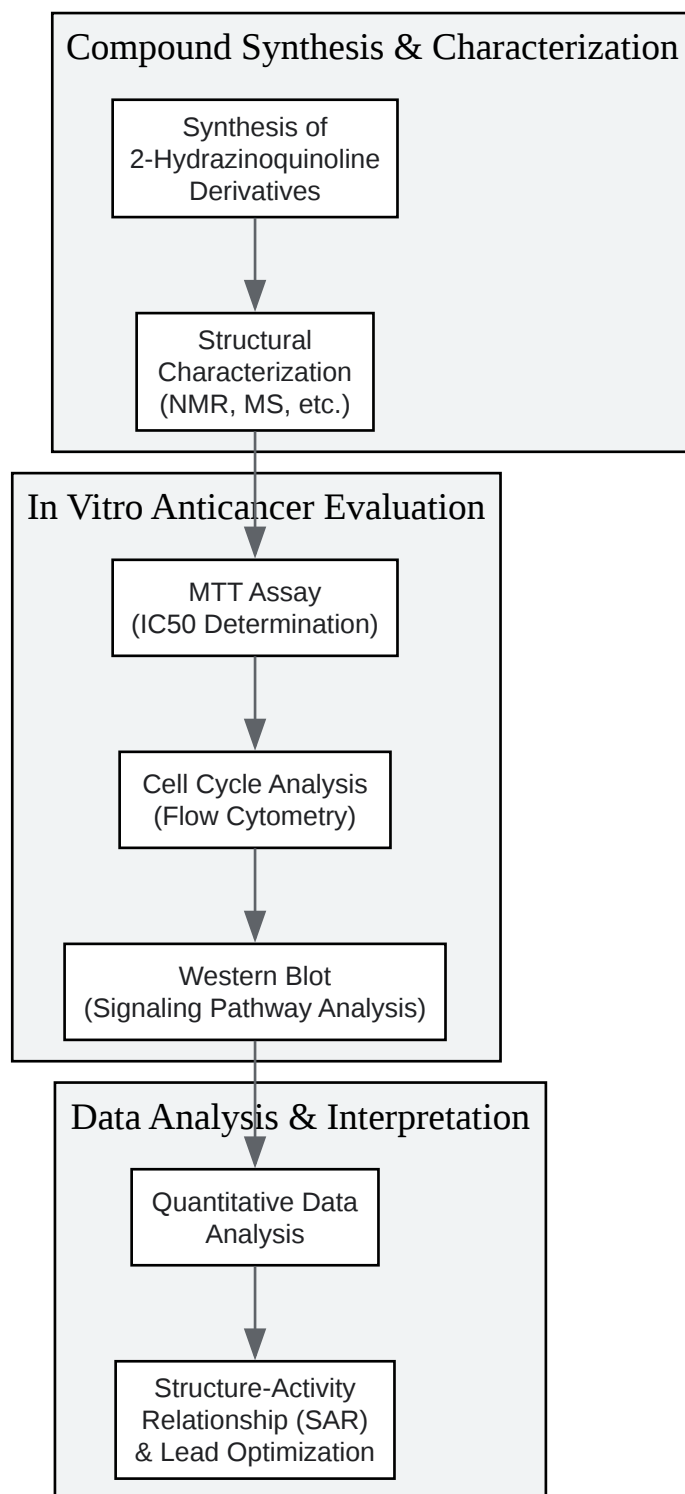 Compound Synthesis & Characterization
Synthesis of
2-Hydrazinoquinoline
Derivatives
Structural
Characterization
(NMR, MS, etc.)
In Vitro Anticancer Evaluation
MTT Assay
(IC50 Determination)
Cell Cycle Analysis
(Flow Cytometry)
Western Blot
(Signaling Pathway Analysis)
Data Analysis & Interpretation
Quantitative Data
Analysis
Structure-Activity
Relationship (SAR)
& Lead Optimization